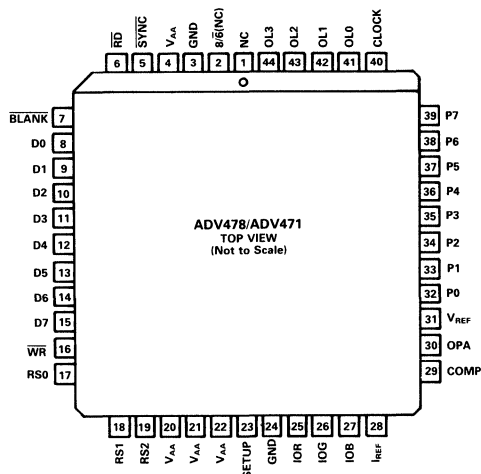 RD SYNC VAA GND 8/6(NC) NC OL3 OL2 OL1 OL0 CLOCK
6 5 4 3 2 1 44 43 42 41 40
BLANK 7
D0 8
D1 9
D2 10
D3 11
D4 12
D5 13
D6 14
D7 15
WR 16
RS0 17
ADV478/ADV471
TOP VIEW
(Not to Scale)
39 P7
38 P6
37 P5
36 P4
35 P3
34 P2
33 P1
32 P0
31 VREF
30 OPA
29 COMP
18 19 20 21 22 23 24 25 26 27 28
RS1 RS2 VAA VAA VAA SETUP GND IOR IOG IOB IREF